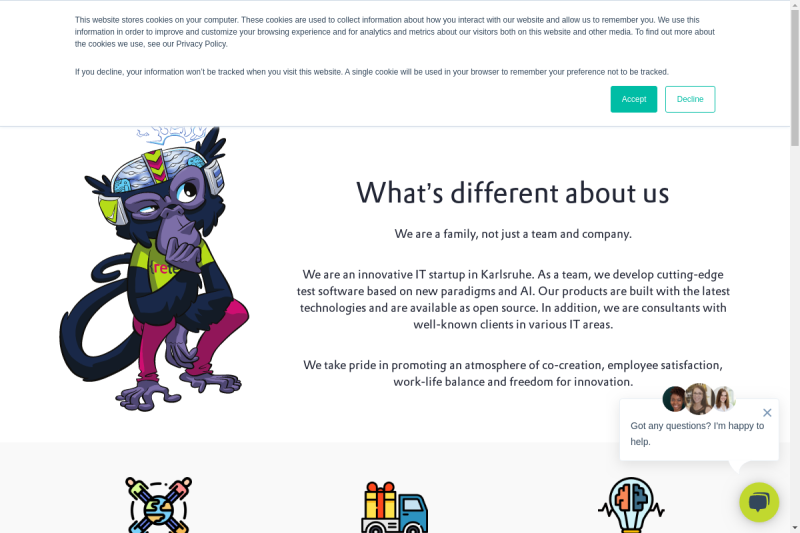 This website stores cookies on your computer. These cookies are used to collect information about how you interact with our website and allow us to remember you. We use this
information in order to improve and customize your browsing experience and for analytics and metrics about our visitors both on this website and other media. To find out more about
the cookies we use, see our Privacy Policy.
If you decline, your information won't be tracked when you visit this website. A single cookie will be used in your browser to remember your preference not to be tracked.
Accept
Decline
What's different about us
We are a family, not just a team and company.
We are an innovative IT startup in Karlsruhe. As a team, we develop cutting-edge
test software based on new paradigms and AI. Our products are built with the latest
technologies and are available as open source. In addition, we are consultants with
well-known clients in various IT areas.
We take pride in promoting an atmosphere of co-creation, employee satisfaction,
work-life balance and freedom for innovation.
Got any questions? I'm happy to
help.